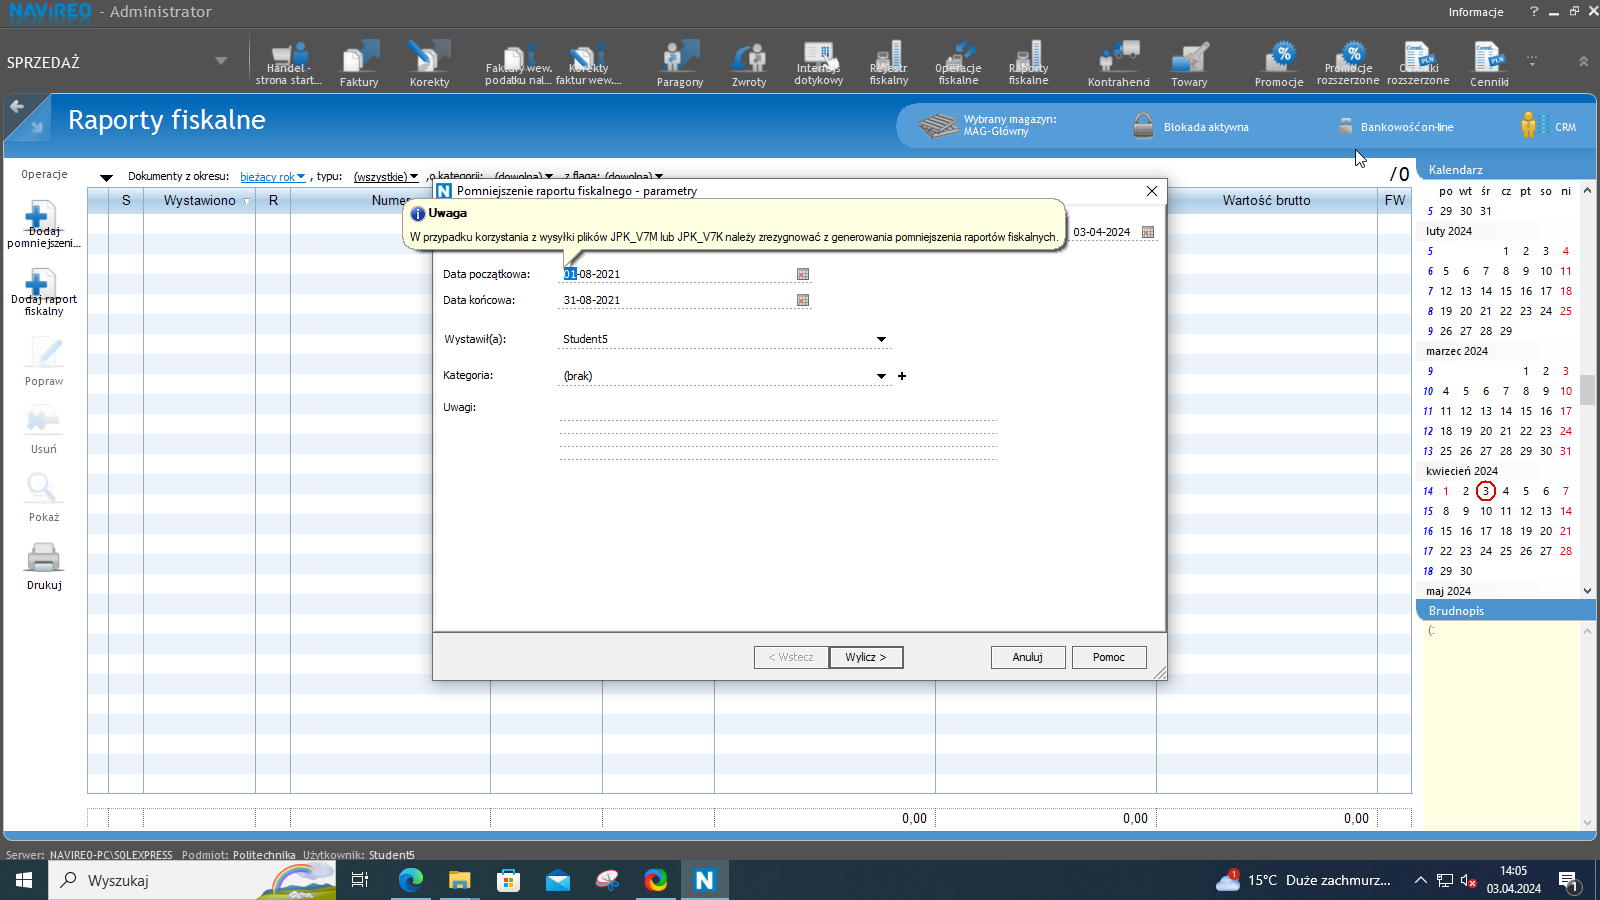 NAVIREO - Administrator
Informacje
SPRZEDAŻ
Handel - strona start...
Faktury
Korekty
Faktury wew. podatku nal...
Korekty faktur wew....
Paragony
Zwroty
Interfejs dotykowy
Rejestr fiskalny
Operacje fiskalne
Raporty fiskalne
Kontrahenci
Towary
Promocje
Promocje rozszerzone
Cenniki rozszerzone
Cenniki
Raporty fiskalne
Wybrany magazyn:
MAG-Główny
Blokada aktywna
Bankowość on-line
CRM
Operacje
Dokumenty z okresu: bieżący rok , typu: (wszystkie) ,o kategorii: (dowolna) z flagą: (dowolna)
/0
S Wystawiono R Numer Wartość brutto FW
Dodaj
pomniejszeni...
Dodaj raport
fiskalny
Popraw
Usuń
Pokaż
Drukuj
Pomniejszenie raportu fiskalnego - parametry
Uwaga
W przypadku korzystania z wysyłki plików JPK_V7M lub JPK_V7K należy zrezygnować z generowania pomniejszenia raportów fiskalnych.
03-04-2024
Data początkowa: 01-08-2021
Data końcowa: 31-08-2021
Wystawił(a): Student5
Kategoria: (brak)
Uwagi:
< Wstecz
Wylicz >
Anuluj
Pomoc
0,00 0,00 0,00
Kalendarz
po wt śr cz pt so ni
5 29 30 31
luty 2024
5 1 2 3 4
6 5 6 7 8 9 10 11
7 12 13 14 15 16 17 18
8 19 20 21 22 23 24 25
9 26 27 28 29
marzec 2024
9 1 2 3
10 4 5 6 7 8 9 10
11 11 12 13 14 15 16 17
12 18 19 20 21 22 23 24
13 25 26 27 28 29 30 31
kwiecień 2024
14 1 2 3 4 5 6 7
15 8 9 10 11 12 13 14
16 15 16 17 18 19 20 21
17 22 23 24 25 26 27 28
18 29 30
maj 2024
Brudnopis
(:
Serwer: NAVIREO-PC\SQLEXPRESS Podmiot: Politechnika Użytkownik: Student5
Wyszukaj
15°C Duże zachmurz...
14:05
03.04.2024